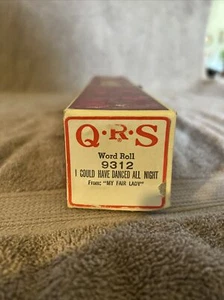 Q·R·S
Word Roll
9312
I COULD HAVE DANCED ALL NIGHT
From: "MY FAIR LADY"